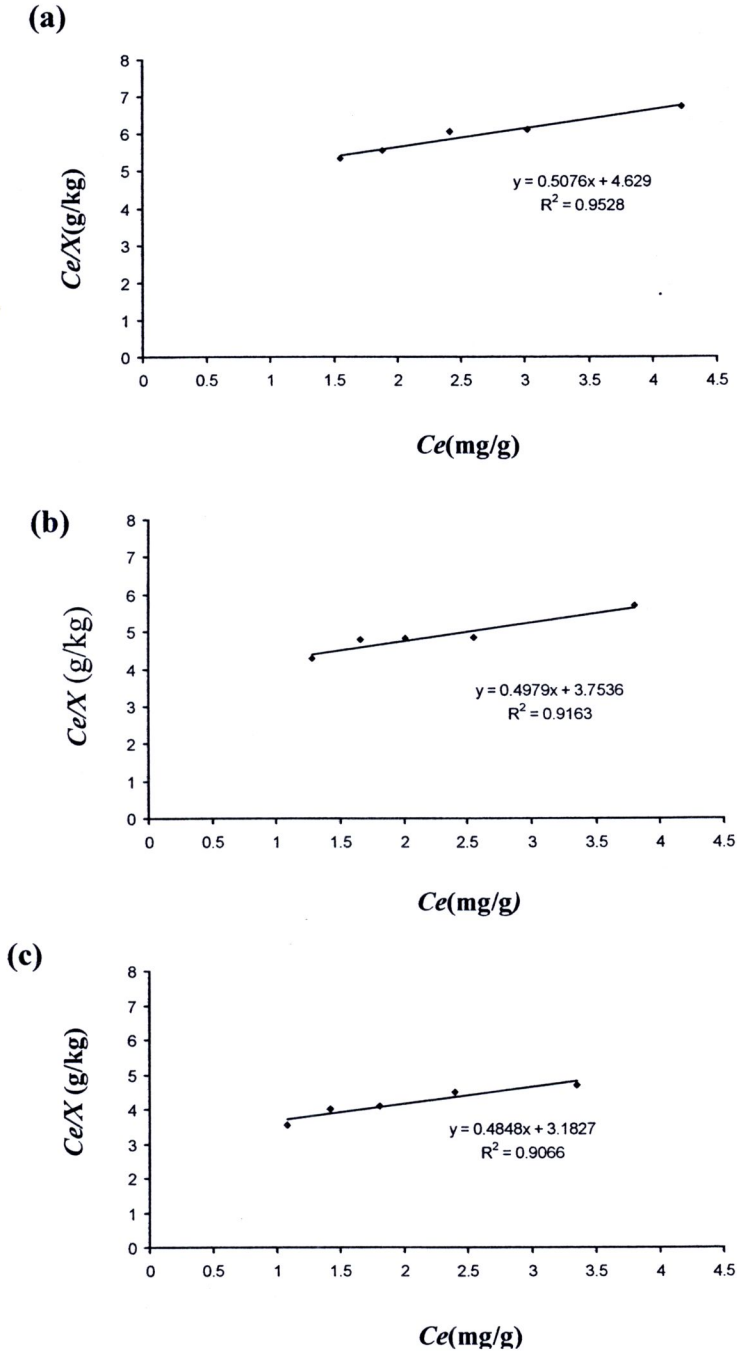 (a)
8
7
6
5
4
3
2
1
0
Ce/X(g/kg)
y = 0.5076x + 4.629
R² = 0.9528
0 0.5 1 1.5 2 2.5 3 3.5 4 4.5
Ce(mg/g)
(b)
8
7
6
5
4
3
2
1
0
Ce/X (g/kg)
y = 0.4979x + 3.7536
R² = 0.9163
0 0.5 1 1.5 2 2.5 3 3.5 4 4.5
Ce(mg/g)
(c)
8
7
6
5
4
3
2
1
0
Ce/X (g/kg)
y = 0.4848x + 3.1827
R² = 0.9066
0 0.5 1 1.5 2 2.5 3 3.5 4 4.5
Ce(mg/g)